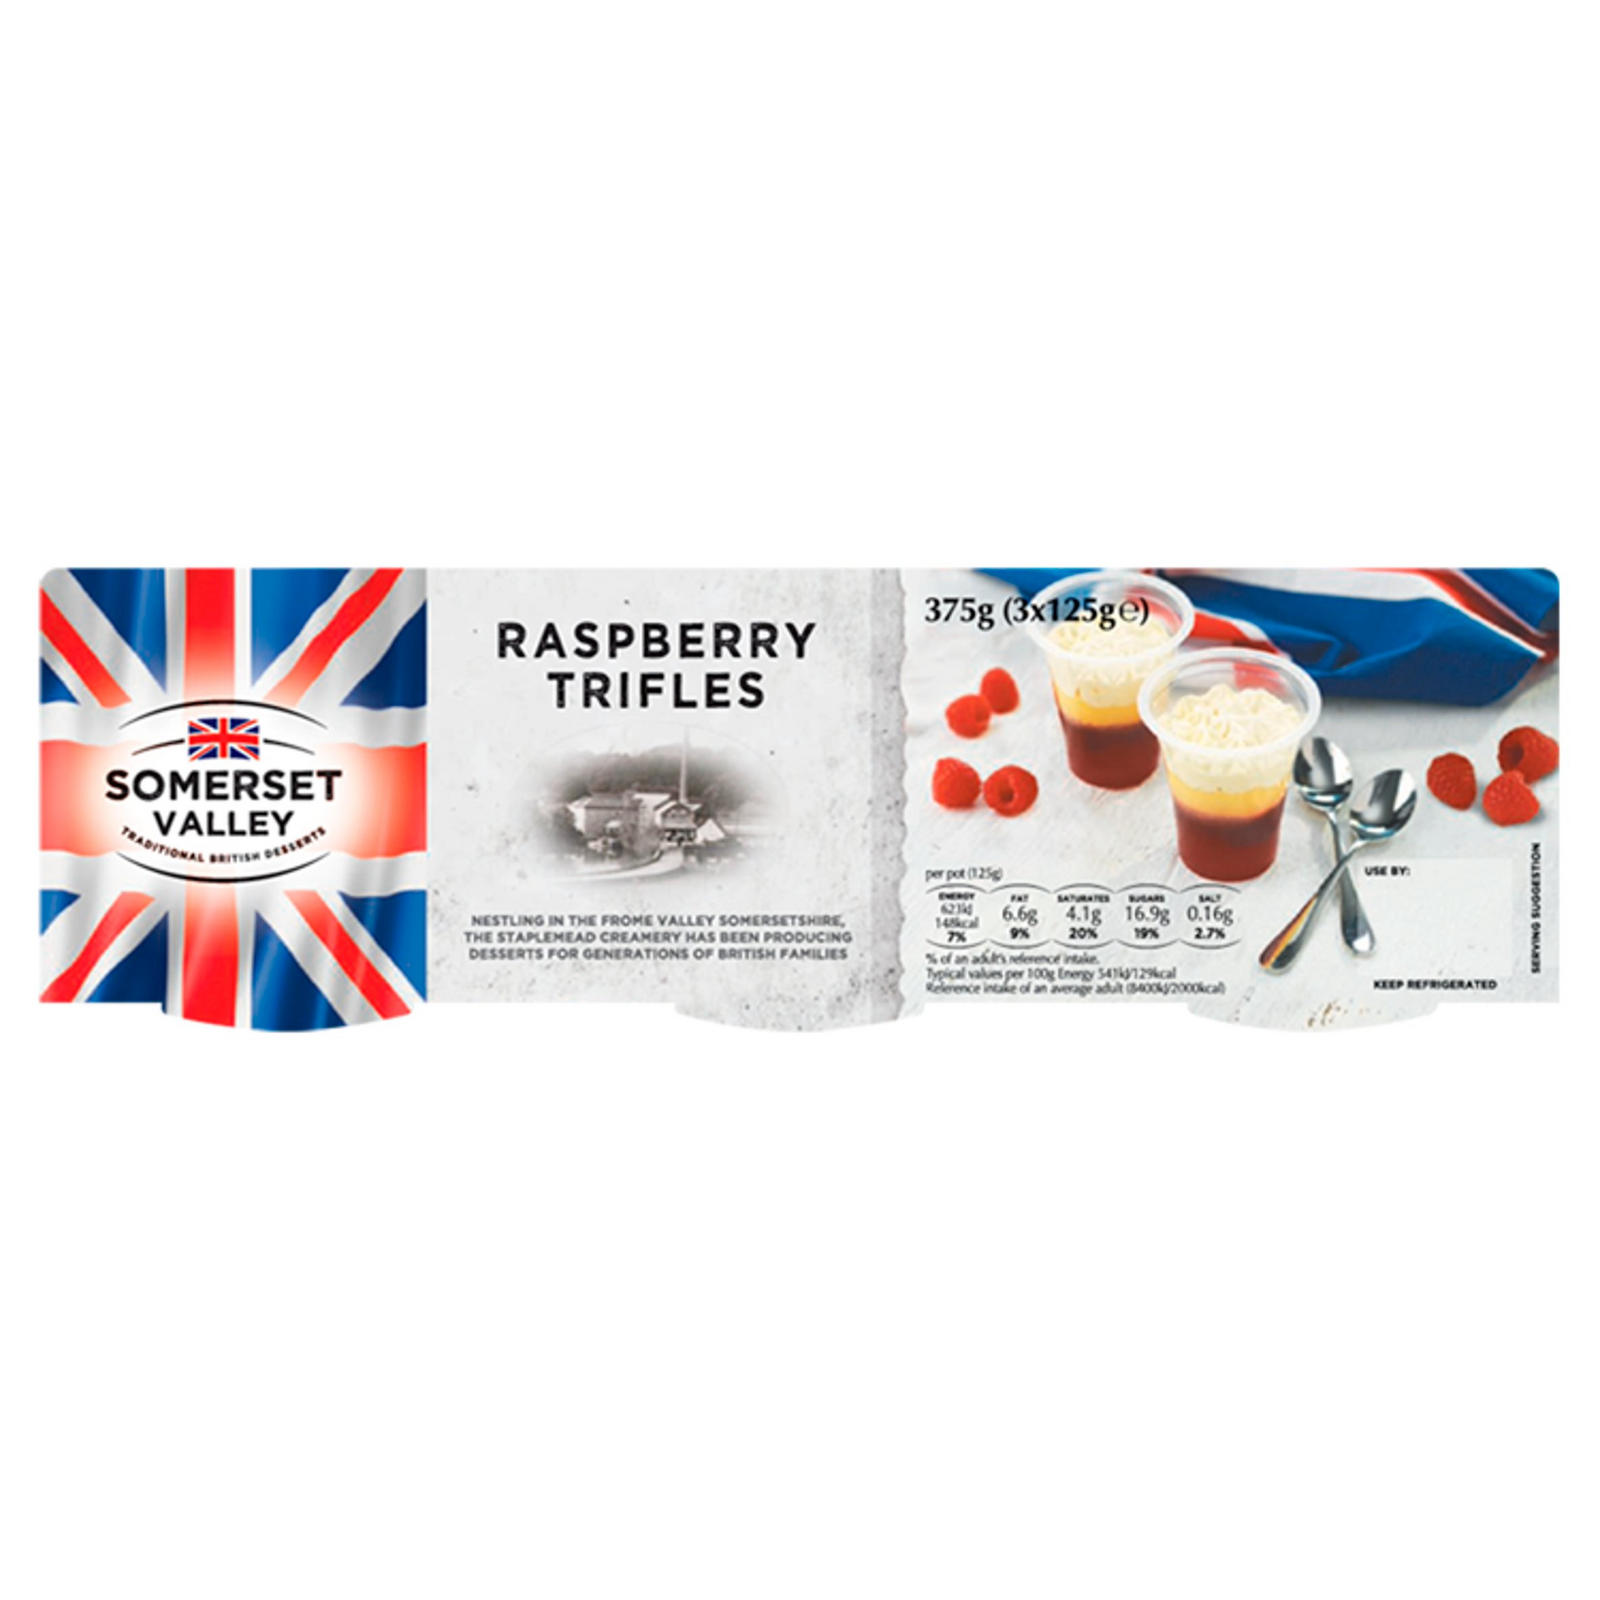 SOMERSET
VALLEY
TRADITIONAL BRITISH DESSERTS
RASPBERRY
TRIFLES
NESTLING IN THE FROME VALLEY SOMERSETSHIRE,
THE STAPLEMEAD CREAMERY HAS BEEN PRODUCING
DESSERTS FOR GENERATIONS OF BRITISH FAMILIES
375g (3x125g℮)
per pot (125g)
ENERGY FAT SATURATES SUGARS SALT
623kJ
148kcal 6.6g 4.1g 16.9g 0.16g
7% 9% 20% 19% 2.7%
% of an adult's reference intake.
Typical values per 100g Energy 541kJ/129kcal
Reference intake of an average adult (8400kJ/2000kcal)
USE BY:
KEEP REFRIGERATED
SERVING SUGGESTION